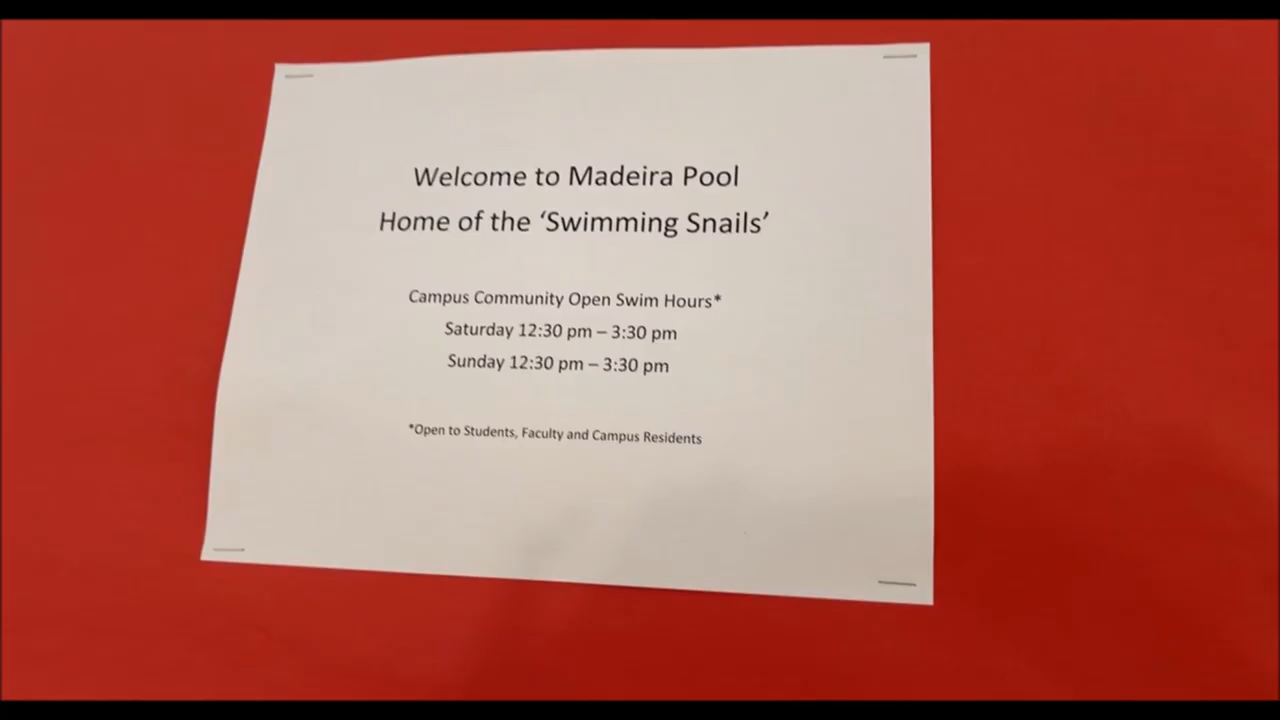 Welcome to Madeira Pool
Home of the ‘Swimming Snails’
Campus Community Open Swim Hours*
Saturday 12:30 pm – 3:30 pm
Sunday 12:30 pm – 3:30 pm
*Open to Students, Faculty and Campus Residents